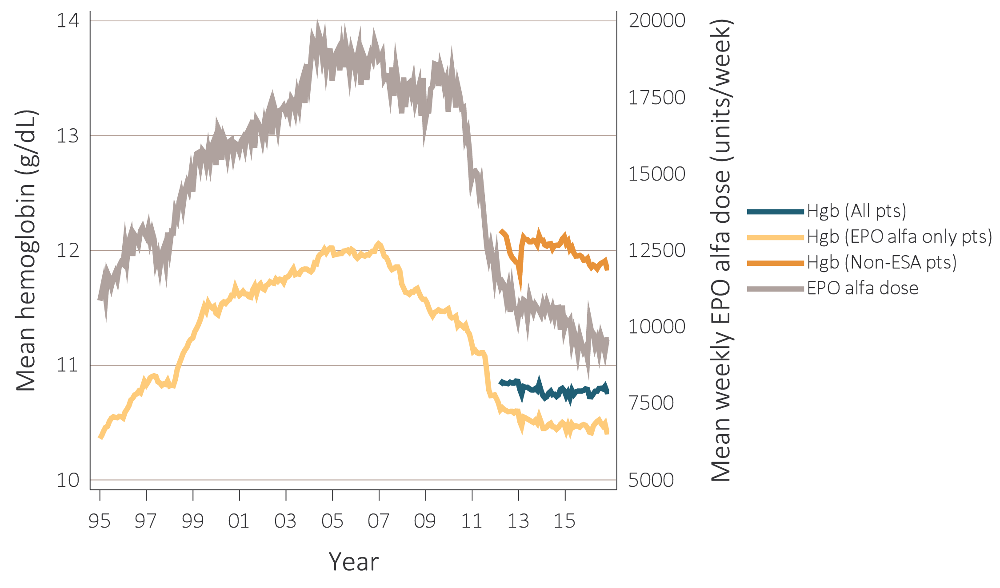 Mean hemoglobin (g/dL)
14
13
12
11
10
20000
17500
15000
12500
10000
7500
5000
Mean weekly EPO alfa dose (units/week)
95 97 99 01 03 05 07 09 11 13 15
Year
Hgb (All pts)
Hgb (EPO alfa only pts)
Hgb (Non-ESA pts)
EPO alfa dose